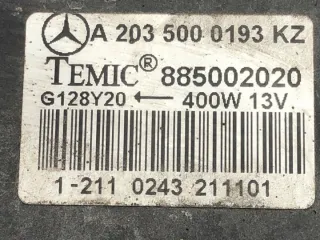 A 203 500 0193 KZ
TEMIC® 885002020
G128Y20 ← 400W 13V
1-211 0243 211101